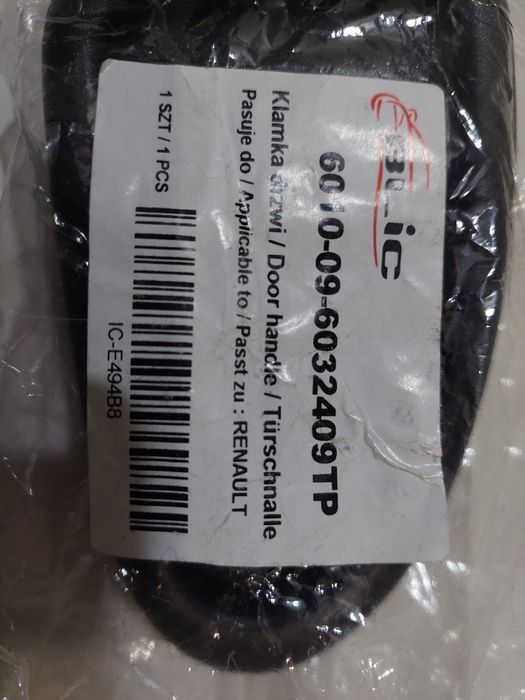 BLiC
6010-09-6032409TP
Klamka drzwi / Door handle / Türschnalle
Pasuje do / Applicable to / Passt zu : RENAULT
1 SZT / 1 PCS
IC-E494B8